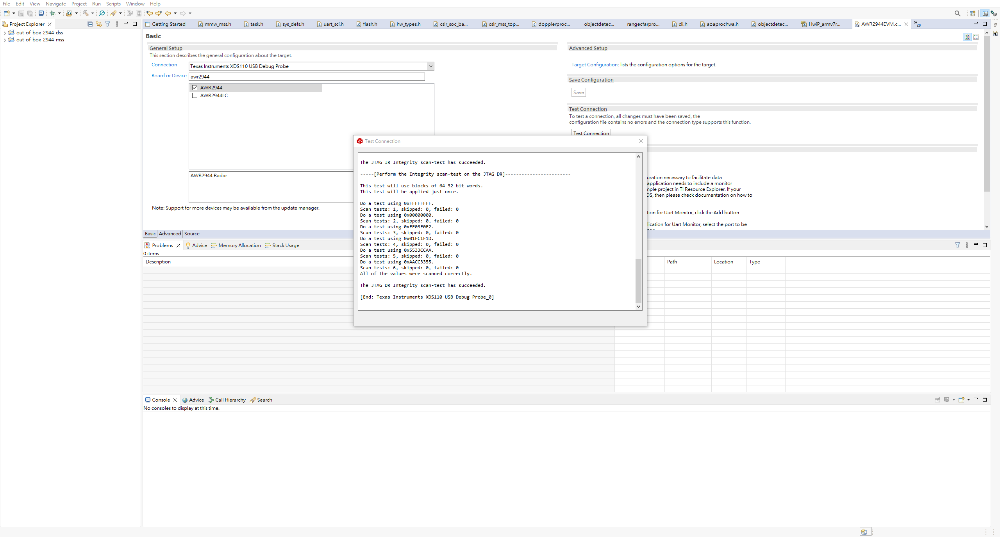 File Edit View Navigate Project Run Scripts Window Help
Project Explorer
out_of_box_2944_dss
out_of_box_2944_mss
Getting Started mmw_mss.h task.h sys_defs.h uart_sci.h flash.h hw_types.h cslr_soc_ba... cslr_mss_top... dopplerproc... objectdetec... rangecfarpro... cli.h aoaprochwa.h objectdetec... HwiP_armv7r... AWR2944EVM.c... »28
Basic
General Setup
This section describes the general configuration about the target.
Connection Texas Instruments XDS110 USB Debug Probe
Board or Device awr2944
AWR2944
AWR2944LC
AWR2944 Radar
Note: Support for more devices may be available from the update manager.
Advanced Setup
Target Configuration: lists the configuration options for the target.
Save Configuration
Save
Test Connection
To test a connection, all changes must have been saved, the
configuration file contains no errors and the connection type supports this function.
Test Connection
uration necessary to facilitate data
application needs to include a monitor
mple project in TI Resource Explorer. If your
OS, then please check documentation on how to
tion for Uart Monitor, click the Add button.
lication for Uart Monitor, select the port to be
Basic Advanced Source
Test Connection
The JTAG IR Integrity scan-test has succeeded.
-----[Perform the Integrity scan-test on the JTAG DR]------------------------
This test will use blocks of 64 32-bit words.
This test will be applied just once.
Do a test using 0xFFFFFFFF.
Scan tests: 1, skipped: 0, failed: 0
Do a test using 0x00000000.
Scan tests: 2, skipped: 0, failed: 0
Do a test using 0xFE03E0E2.
Scan tests: 3, skipped: 0, failed: 0
Do a test using 0x01FC1F1D.
Scan tests: 4, skipped: 0, failed: 0
Do a test using 0x5533CCAA.
Scan tests: 5, skipped: 0, failed: 0
Do a test using 0xAACC3355.
Scan tests: 6, skipped: 0, failed: 0
All of the values were scanned correctly.
The JTAG DR Integrity scan-test has succeeded.
[End: Texas Instruments XDS110 USB Debug Probe_0]
Problems Advice Memory Allocation Stack Usage
0 items
Description Path Location Type
Console Advice Call Hierarchy Search
No consoles to display at this time.